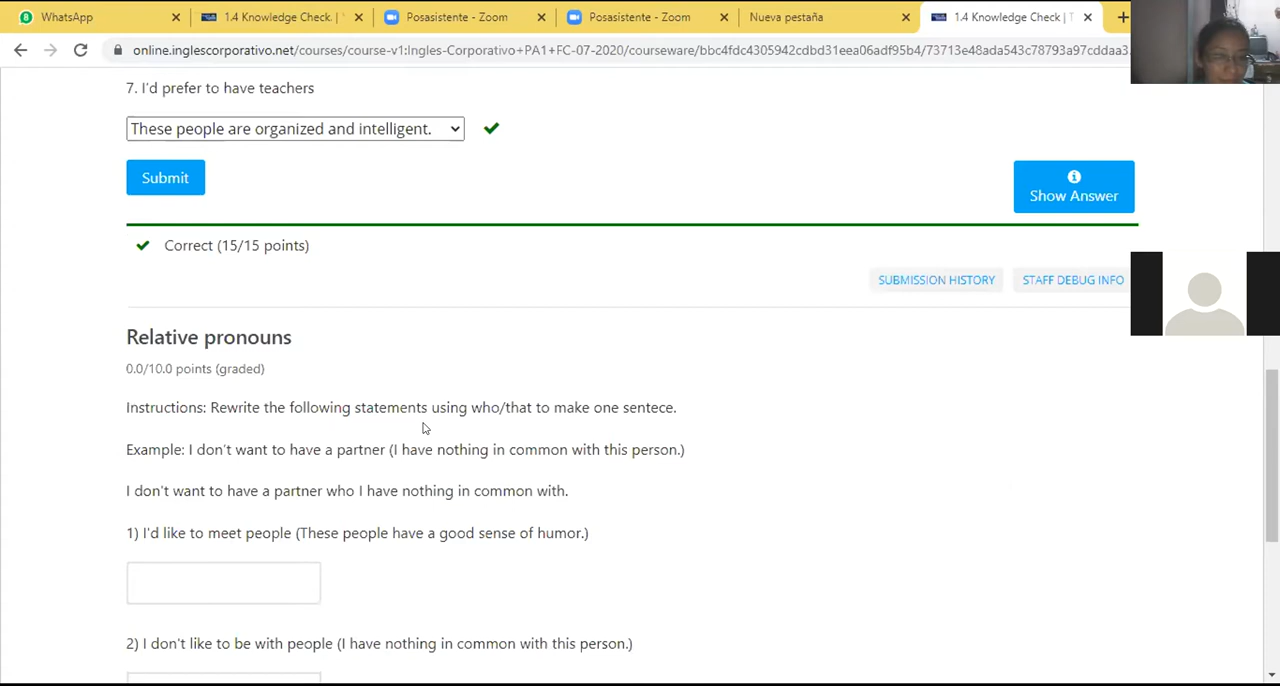 8 WhatsApp
1.4 Knowledge Check. |
Posasistente - Zoom
Posasistente - Zoom
Nueva pestaña
1.4 Knowledge Check | T
online.inglescorporativo.net/courses/course-v1:Ingles-Corporativo+PA1+FC-07-2020/courseware/bbc4fdc4305942cdbd31eea06adf95b4/73713e48ada543c78793a97cddaa3...
7. I'd prefer to have teachers
These people are organized and intelligent.
Submit
Show Answer
Correct (15/15 points)
SUBMISSION HISTORY
STAFF DEBUG INFO
Relative pronouns
0.0/10.0 points (graded)
Instructions: Rewrite the following statements using who/that to make one sentece.
Example: I don't want to have a partner (I have nothing in common with this person.)
I don't want to have a partner who I have nothing in common with.
1) I'd like to meet people (These people have a good sense of humor.)
2) I don't like to be with people (I have nothing in common with this person.)